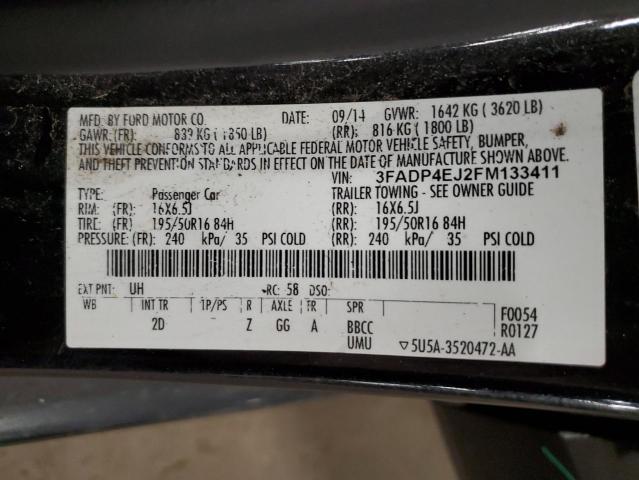 MFD. BY FORD MOTOR CO. DATE: 09/14 GVWR: 1642 KG ( 3620 LB)
GAWR: (FR): 839 KG ( 1850 LB) (RR): 816 KG ( 1800 LB)
THIS VEHICLE CONFORMS TO ALL APPLICABLE FEDERAL MOTOR VEHICLE SAFETY, BUMPER,
AND THEFT PREVENTION STANDARDS IN EFFECT ON THE DATE OF MANUFACTURE SHOWN ABOVE.
VIN: 3FADP4EJ2FM133411
TYPE: Passenger Car TRAILER TOWING - SEE OWNER GUIDE
RIM: (FR): 16X6.5J (RR): 16X6.5J
TIRE: (FR): 195/50R16 84H (RR): 195/50R16 84H
PRESSURE: (FR): 240 kPa/ 35 PSI COLD (RR): 240 kPa/ 35 PSI COLD
EXT PNT: UH RC: 58 DSO:
WB INT TR TP/PS R AXLE TR SPR F0054
2D Z GG A BBCC R0127
UMU ▽5U5A-3520472-AA